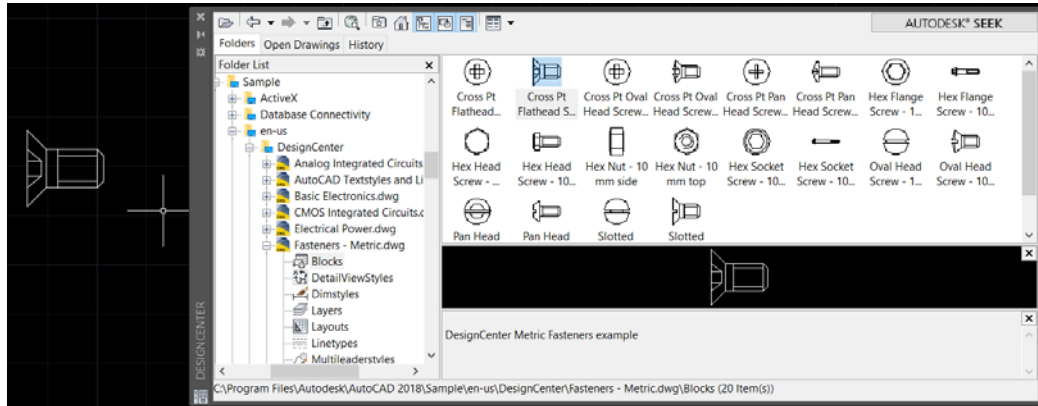 AUTODESK® SEEK
Folders Open Drawings History
Folder List
Sample
ActiveX
Database Connectivity
en-us
DesignCenter
Analog Integrated Circuits
AutoCAD Textstyles and Li
Basic Electronics.dwg
CMOS Integrated Circuits.c
Electrical Power.dwg
Fasteners - Metric.dwg
Blocks
DetailViewStyles
Dimstyles
Layers
Layouts
Linetypes
Multileaderstyles
Cross Pt Flathead...
Cross Pt Flathead S...
Cross Pt Oval Head Screw...
Cross Pt Oval Head Screw...
Cross Pt Pan Head Screw...
Cross Pt Pan Head Screw...
Hex Flange Screw - 1...
Hex Flange Screw - 10...
Hex Head Screw - ...
Hex Head Screw - 10...
Hex Nut - 10 mm side
Hex Nut - 10 mm top
Hex Socket Screw - 10...
Hex Socket Screw - 10...
Oval Head Screw - 1...
Oval Head Screw - 10...
Pan Head
Pan Head
Slotted
Slotted
DesignCenter Metric Fasteners example
DESIGNCENTER
C:\Program Files\Autodesk\AutoCAD 2018\Sample\en-us\DesignCenter\Fasteners - Metric.dwg\Blocks (20 Item(s))